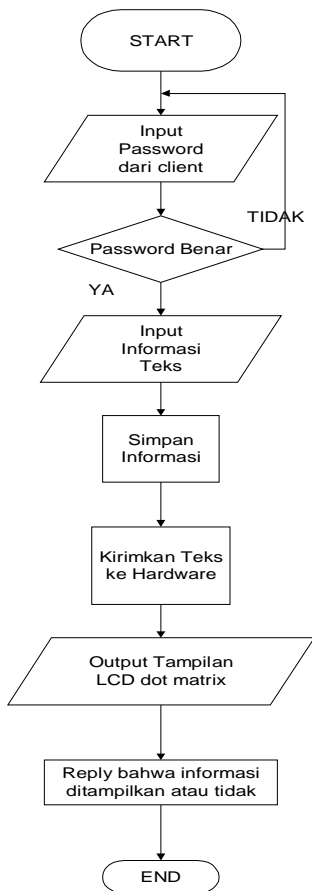 START
Input
Password
dari client
TIDAK
Password Benar
YA
Input
Informasi
Teks
Simpan
Informasi
Kirimkan Teks
ke Hardware
Output Tampilan
LCD dot matrix
Reply bahwa informasi
ditampilkan atau tidak
END